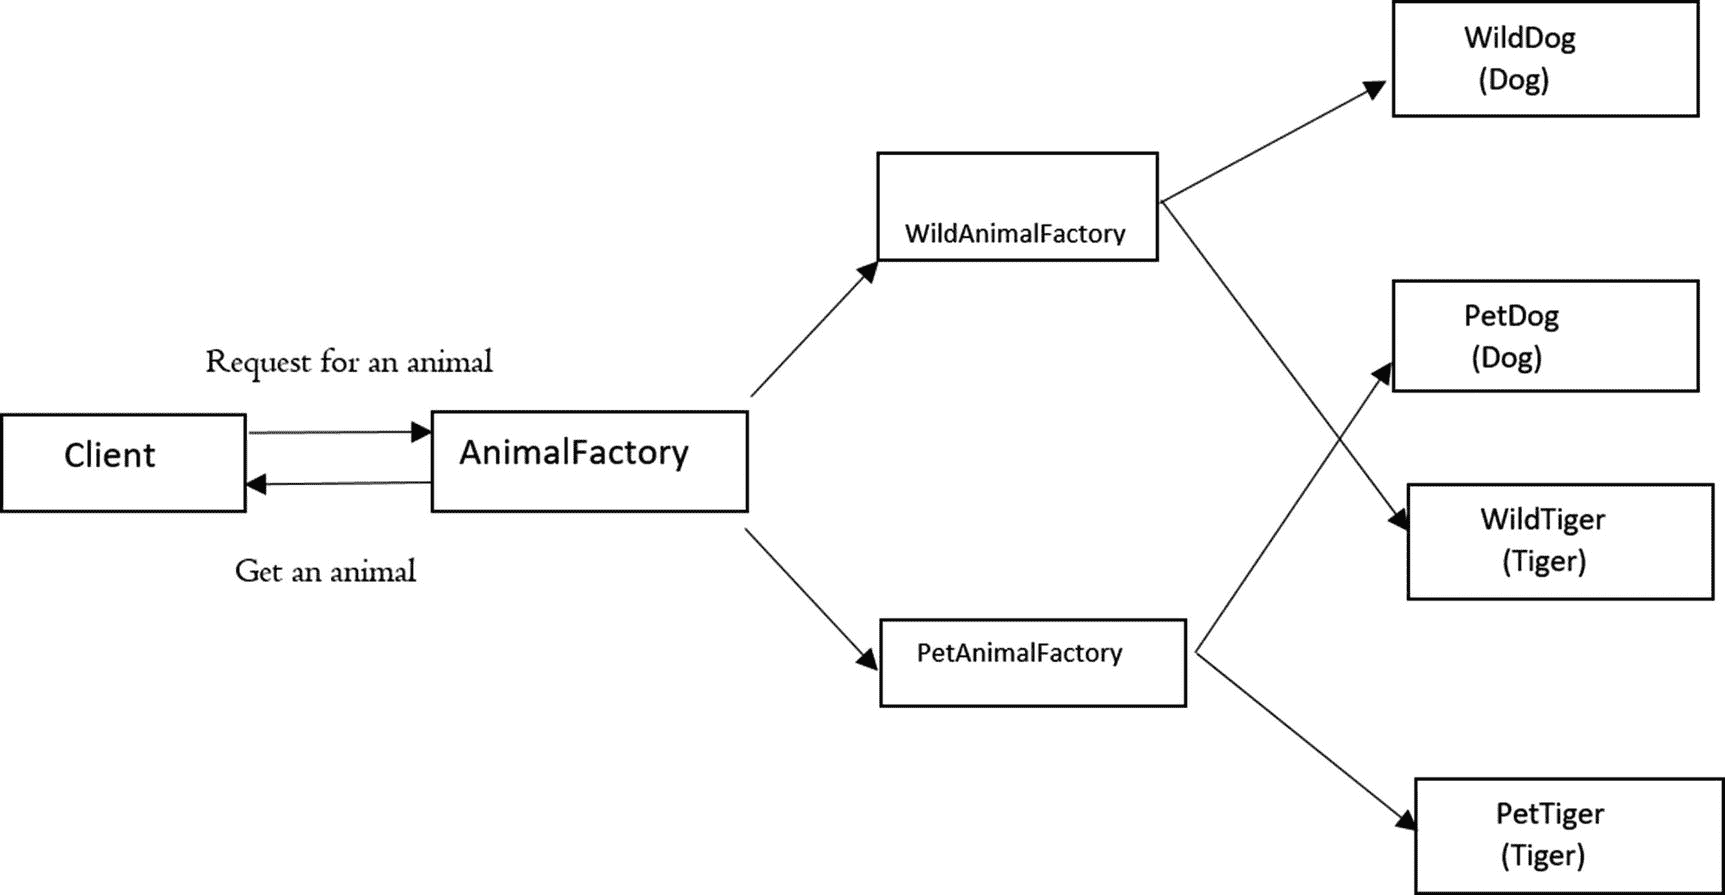 WildDog
(Dog)
WildAnimalFactory
PetDog
(Dog)
Request for an animal
Client
AnimalFactory
WildTiger
(Tiger)
Get an animal
PetAnimalFactory
PetTiger
(Tiger)